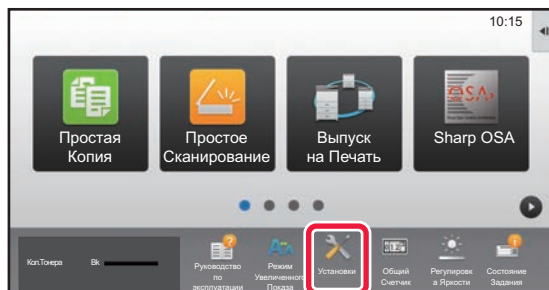 10:15
Простая
Копия
Простое
Сканирование
Выпуск
на Печать
Sharp OSA
Кол.Тонера
Bk
Руководство
по
эксплуатации
Режим
Увеличенного
Показа
Установки
Общий
Счетчик
Регулировк
а Яркости
Состояние
Задания